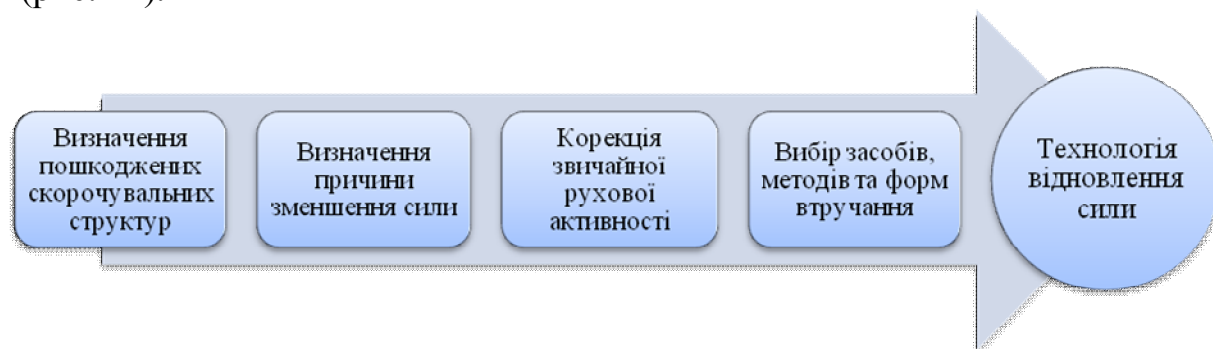 Визначення
пошкоджених
скорочувальних
структур
Визначення
причини
зменшення сили
Корекція
звичайної
рухової
активності
Вибір засобів,
методів та форм
втручання
Технологія
відновлення
сили